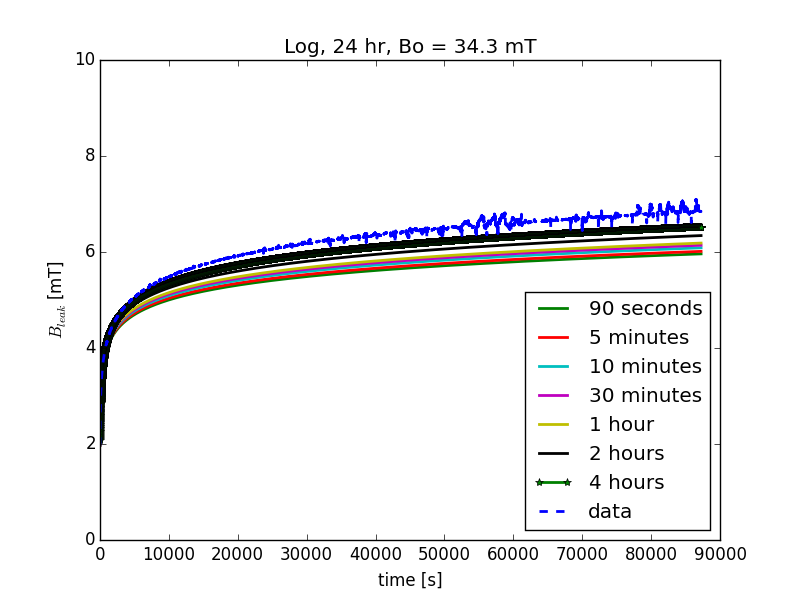 Log, 24 hr, Bo = 34.3 mT
10
8
6
4
2
0
B_leak [mT]
0 10000 20000 30000 40000 50000 60000 70000 80000 90000
time [s]
90 seconds
5 minutes
10 minutes
30 minutes
1 hour
2 hours
4 hours
data